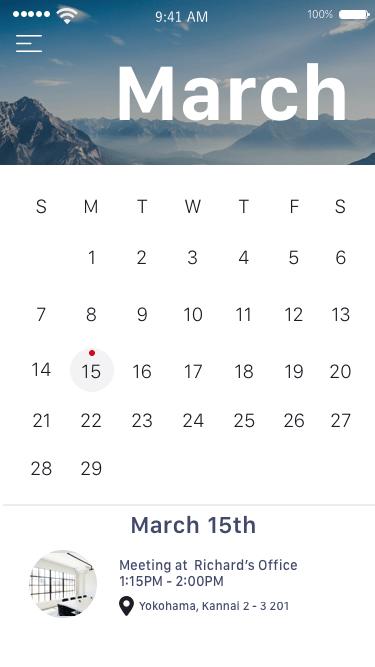 9:41 AM 100%
March
S M T W T F S
1 2 3 4 5 6
7 8 9 10 11 12 13
14 15 16 17 18 19 20
21 22 23 24 25 26 27
28 29
March 15th
Meeting at Richard's Office
1:15PM - 2:00PM
Yokohama, Kannai 2 - 3 201